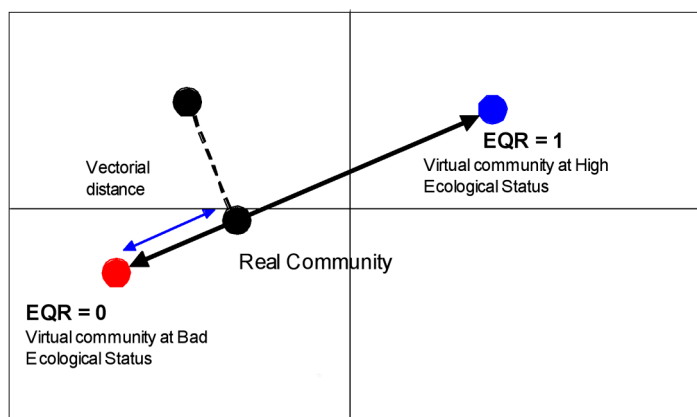 EQR = 1
Virtual community at High
Ecological Status
Vectorial
distance
Real Community
EQR = 0
Virtual community at Bad
Ecological Status